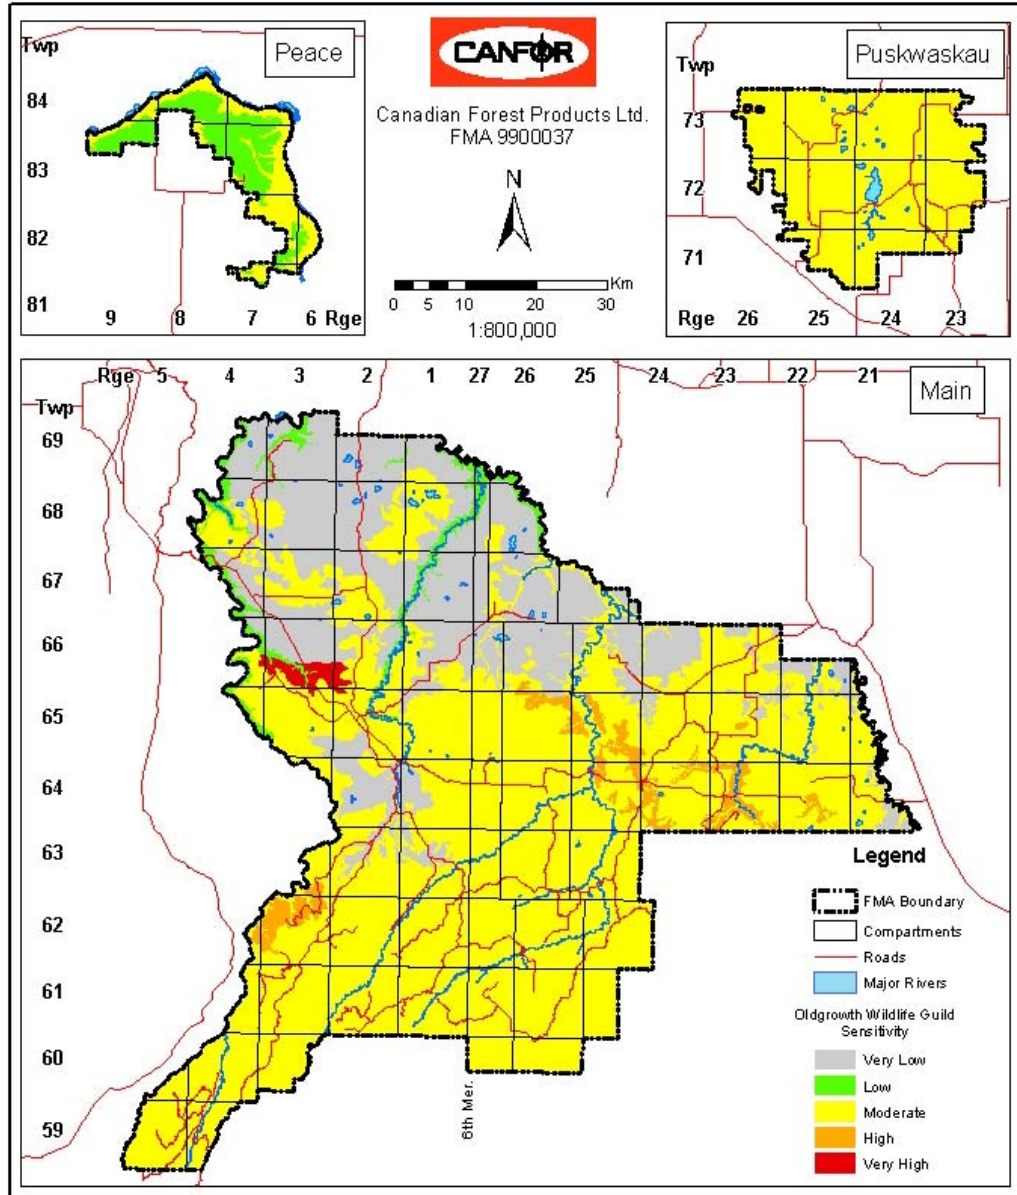 Twp
Peace
84
83
82
81
9 8 7 6 Rge
CANFOR
Canadian Forest Products Ltd.
FMA 9900037
N
0 5 10 20 30 Km
1:800,000
Puskwaskau
Twp
73
72
71
Rge 26 25 24 23
Main
Rge 5 4 3 2 1 27 26 25 24 23 22 21
Twp
69
68
67
66
65
64
63
62
61
60
59
6th Mer.
Legend
FMA Boundary
Compartments
Roads
Major Rivers
Oldgrowth Wildlife Guild
Sensitivity
Very Low
Low
Moderate
High
Very High